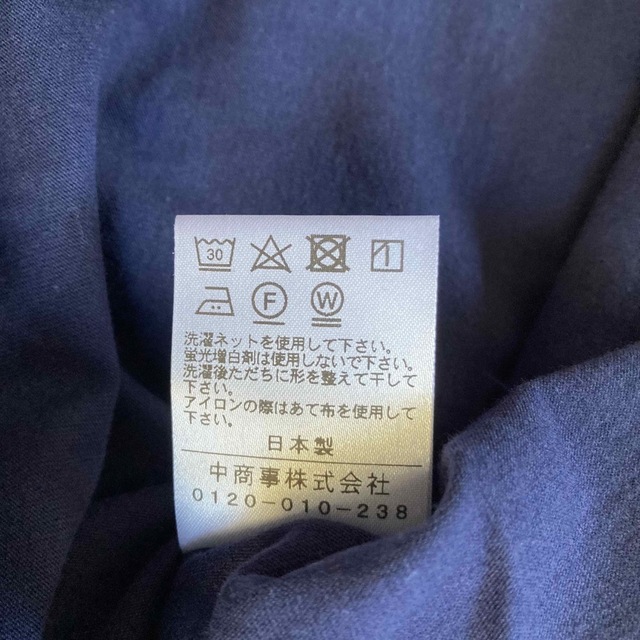 30
F W
洗濯ネットを使用して下さい。
蛍光増白剤は使用しないで下さい。
洗濯後ただちに形を整えて干して
下さい。
アイロンの際はあて布を使用して
下さい。
日本製
中商事株式会社
0120-010-238